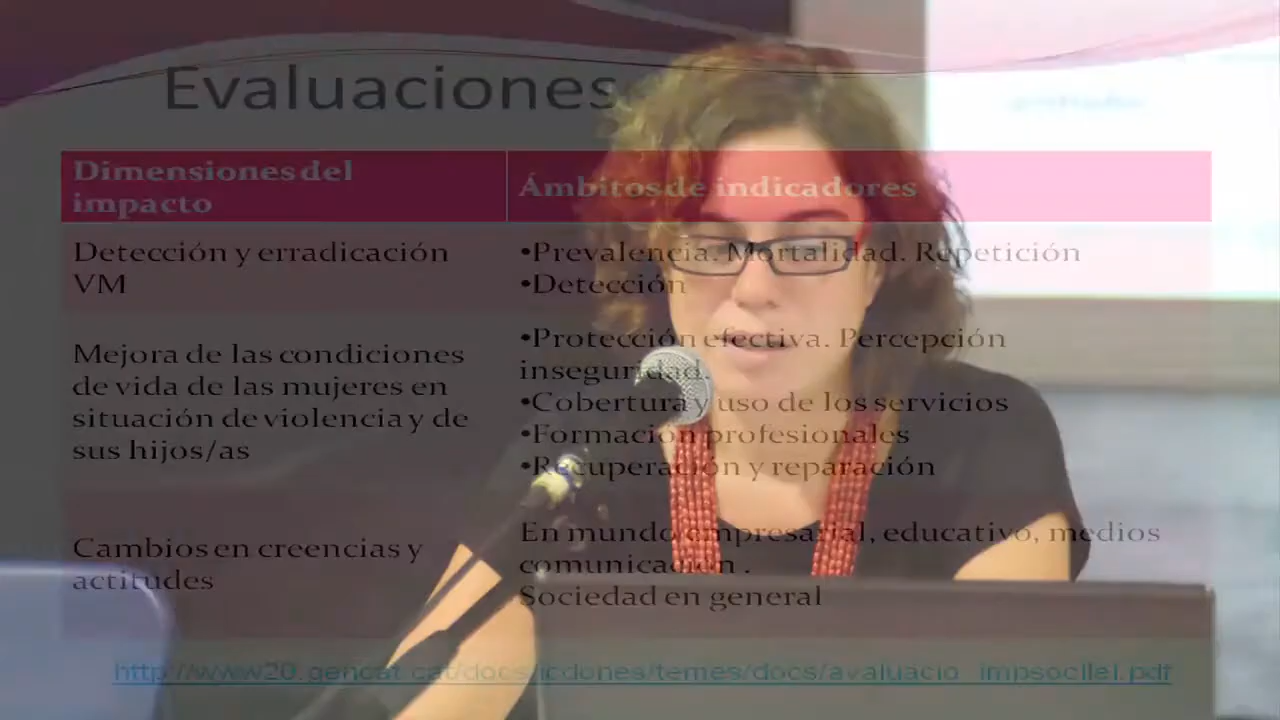 Evaluaciones
Dimensiones del
impacto
Ámbitos de indicadores
Detección y erradicación
VM
•Prevalencia. Mortalidad. Repetición
•Detección
Mejora de las condiciones
de vida de las mujeres en
situación de violencia y de
sus hijos/as
•Protección efectiva. Percepción
inseguridad.
•Cobertura y uso de los servicios
•Formación profesionales
•Recuperación y reparación
Cambios en creencias y
actitudes
En mundo empresarial, educativo, medios
comunicación .
Sociedad en general
http://www20.gencat.cat/docs/icdones/temes/docs/avaluacio_impsocllei.pdf